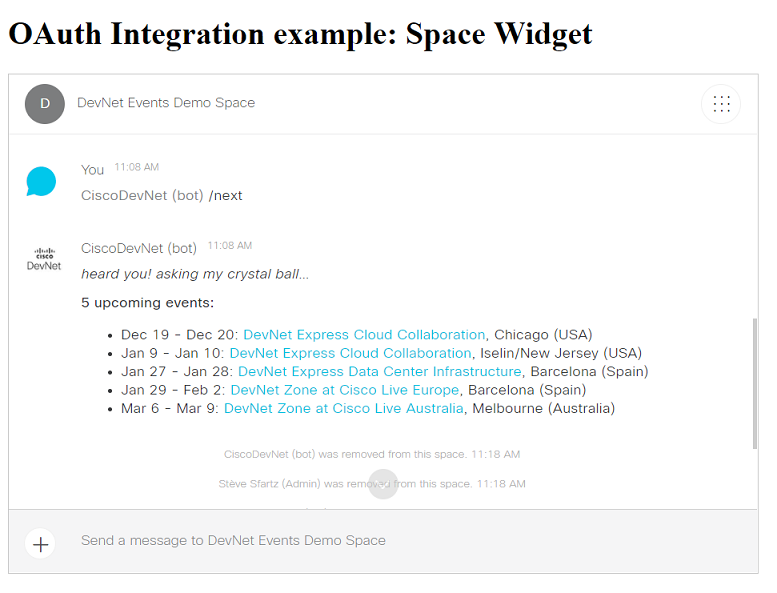 OAuth Integration example: Space Widget
D
DevNet Events Demo Space
You 11:08 AM
CiscoDevNet (bot) /next
CISCO
DevNet
CiscoDevNet (bot) 11:08 AM
heard you! asking my crystal ball...
5 upcoming events:
• Dec 19 - Dec 20: DevNet Express Cloud Collaboration, Chicago (USA)
• Jan 9 - Jan 10: DevNet Express Cloud Collaboration, Iselin/New Jersey (USA)
• Jan 27 - Jan 28: DevNet Express Data Center Infrastructure, Barcelona (Spain)
• Jan 29 - Feb 2: DevNet Zone at Cisco Live Europe, Barcelona (Spain)
• Mar 6 - Mar 9: DevNet Zone at Cisco Live Australia, Melbourne (Australia)
CiscoDevNet (bot) was removed from this space. 11:18 AM
Stève Sfartz (Admin) was removed from this space. 11:18 AM
Send a message to DevNet Events Demo Space